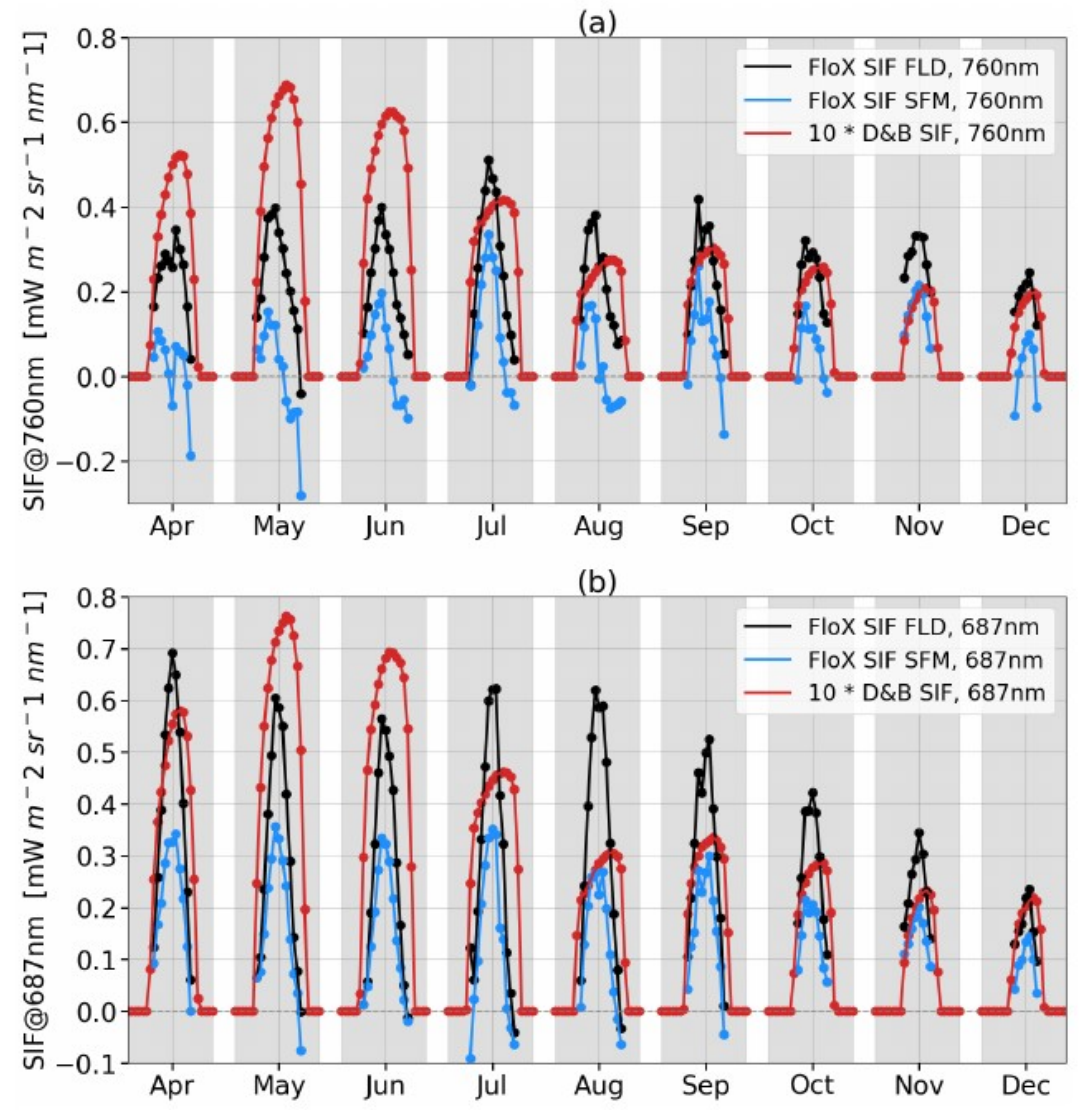 (a)
SIF@760nm [mW m−2 sr−1 nm−1]
0.8
0.6
0.4
0.2
0.0
−0.2
FloX SIF FLD, 760nm
FloX SIF SFM, 760nm
10 * D&B SIF, 760nm
Apr May Jun Jul Aug Sep Oct Nov Dec
(b)
SIF@687nm [mW m−2 sr−1 nm−1]
0.8
0.7
0.6
0.5
0.4
0.3
0.2
0.1
0.0
−0.1
FloX SIF FLD, 687nm
FloX SIF SFM, 687nm
10 * D&B SIF, 687nm
Apr May Jun Jul Aug Sep Oct Nov Dec